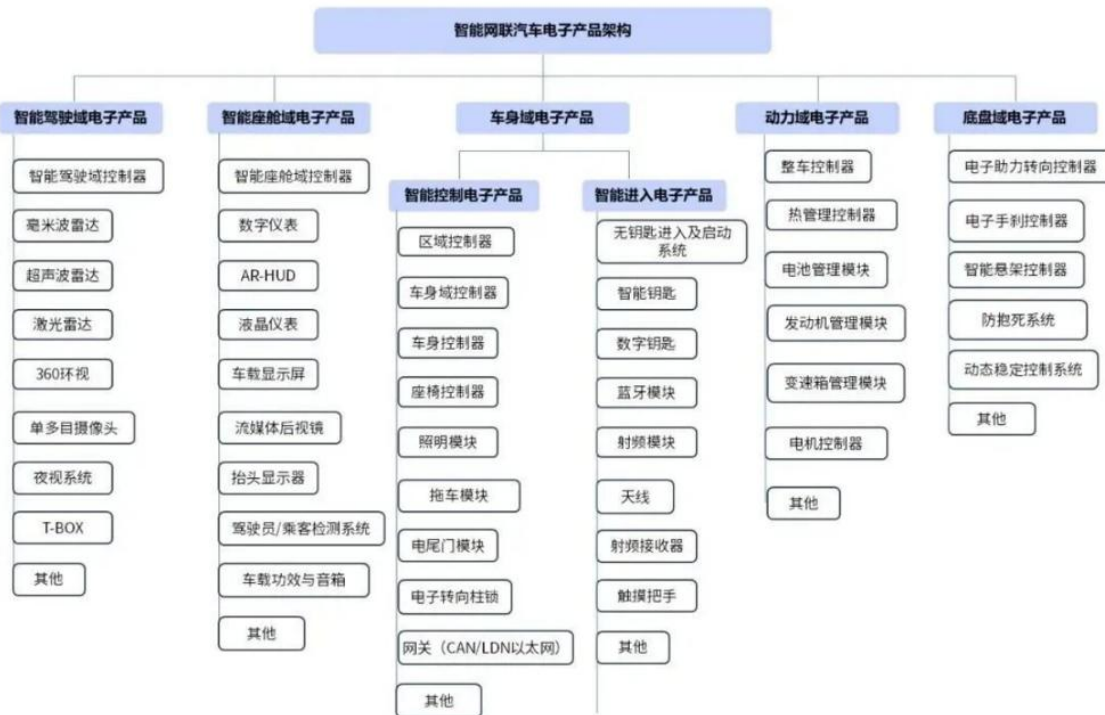 智能网联汽车电子产品架构
智能驾驶域电子产品
智能驾驶域控制器
毫米波雷达
超声波雷达
激光雷达
360环视
单多目摄像头
夜视系统
T-BOX
其他
智能座舱域电子产品
智能座舱域控制器
数字仪表
AR-HUD
液晶仪表
车载显示屏
流媒体后视镜
抬头显示器
驾驶员/乘客检测系统
车载功效与音箱
其他
车身域电子产品
智能控制电子产品
区域控制器
车身域控制器
车身控制器
座椅控制器
照明模块
拖车模块
电尾门模块
电子转向柱锁
网关（CAN/LDN以太网）
其他
智能进入电子产品
无钥匙进入及启动
系统
智能钥匙
数字钥匙
蓝牙模块
射频模块
天线
射频接收器
触摸把手
其他
动力域电子产品
整车控制器
热管理控制器
电池管理模块
发动机管理模块
变速箱管理模块
电机控制器
其他
底盘域电子产品
电子助力转向控制器
电子手刹控制器
智能悬架控制器
防抱死系统
动态稳定控制系统
其他